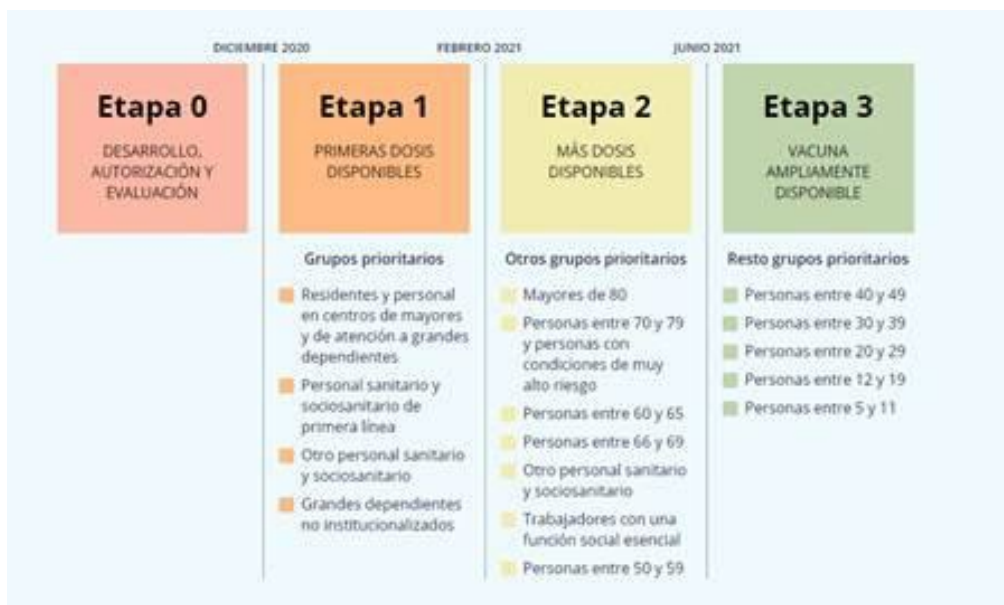 DICIEMBRE 2020
FEBRERO 2021
JUNIO 2021
Etapa 0
DESARROLLO,
AUTORIZACIÓN Y
EVALUACIÓN
Etapa 1
PRIMERAS DOSIS
DISPONIBLES
Grupos prioritarios
Residentes y personal
en centros de mayores
y de atención a grandes
dependientes
Personal sanitario y
sociosanitario de
primera línea
Otro personal sanitario
y sociosanitario
Grandes dependientes
no institucionalizados
Etapa 2
MÁS DOSIS
DISPONIBLES
Otros grupos prioritarios
Mayores de 80
Personas entre 70 y 79
y personas con
condiciones de muy
alto riesgo
Personas entre 60 y 65
Personas entre 66 y 69
Otro personal sanitario
y sociosanitario
Trabajadores con una
función social esencial
Personas entre 50 y 59
Etapa 3
VACUNA
AMPLIAMENTE
DISPONIBLE
Resto grupos prioritarios
Personas entre 40 y 49
Personas entre 30 y 39
Personas entre 20 y 29
Personas entre 12 y 19
Personas entre 5 y 11